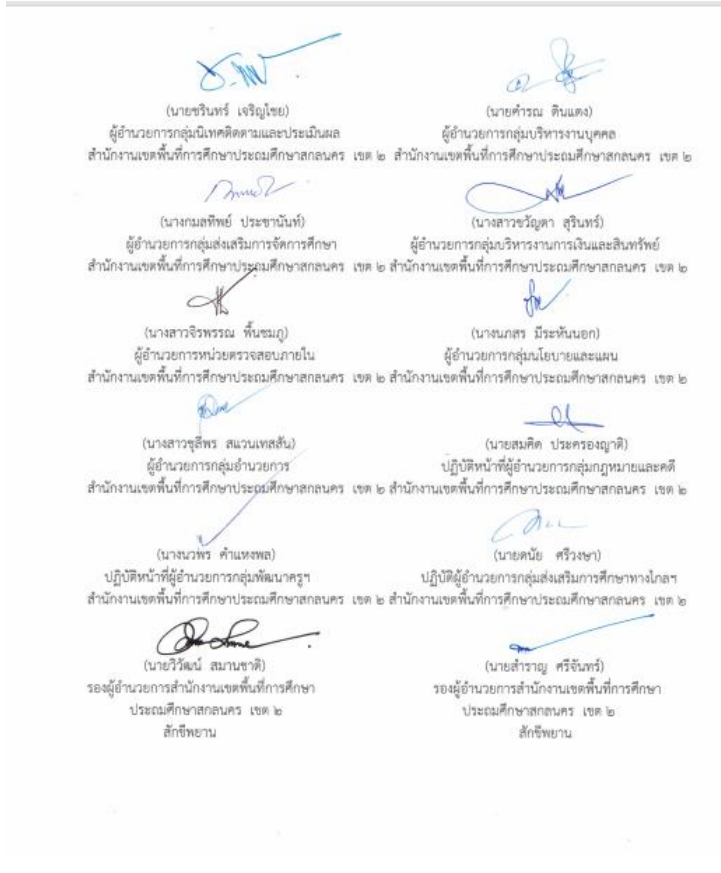 (นายชรินทร์ เจริญไชย)
ผู้อำนวยการกลุ่มนิเทศติดตามและประเมินผล
สำนักงานเขตพื้นที่การศึกษาประถมศึกษาสกลนคร เขต ๒
(นายคำรณ ดินแดง)
ผู้อำนวยการกลุ่มบริหารงานบุคคล
สำนักงานเขตพื้นที่การศึกษาประถมศึกษาสกลนคร เขต ๒
(นางกมลทิพย์ ประชานันท์)
ผู้อำนวยการกลุ่มส่งเสริมการจัดการศึกษา
สำนักงานเขตพื้นที่การศึกษาประถมศึกษาสกลนคร เขต ๒
(นางสาวขวัญตา สุรินทร์)
ผู้อำนวยการกลุ่มบริหารงานการเงินและสินทรัพย์
สำนักงานเขตพื้นที่การศึกษาประถมศึกษาสกลนคร เขต ๒
(นางสาวจิรพรรณ พื้นชมภู)
ผู้อำนวยการหน่วยตรวจสอบภายใน
สำนักงานเขตพื้นที่การศึกษาประถมศึกษาสกลนคร เขต ๒
(นางนภสร มีระหันนอก)
ผู้อำนวยการกลุ่มนโยบายและแผน
สำนักงานเขตพื้นที่การศึกษาประถมศึกษาสกลนคร เขต ๒
(นางสาวชุลีพร สแวนเทสสัน)
ผู้อำนวยการกลุ่มอำนวยการ
สำนักงานเขตพื้นที่การศึกษาประถมศึกษาสกลนคร เขต ๒
(นายสมคิด ประครองญาติ)
ปฏิบัติหน้าที่ผู้อำนวยการกลุ่มกฎหมายและคดี
สำนักงานเขตพื้นที่การศึกษาประถมศึกษาสกลนคร เขต ๒
(นางนวพร คำแหงพล)
ปฏิบัติหน้าที่ผู้อำนวยการกลุ่มพัฒนาครูฯ
สำนักงานเขตพื้นที่การศึกษาประถมศึกษาสกลนคร เขต ๒
(นายดนัย ศรีวงษา)
ปฏิบัติผู้อำนวยการกลุ่มส่งเสริมการศึกษาทางไกลฯ
สำนักงานเขตพื้นที่การศึกษาประถมศึกษาสกลนคร เขต ๒
(นายวิวัฒน์ สมานชาติ)
รองผู้อำนวยการสำนักงานเขตพื้นที่การศึกษา
ประถมศึกษาสกลนคร เขต ๒
สักขีพยาน
(นายสำราญ ศรีจันทร์)
รองผู้อำนวยการสำนักงานเขตพื้นที่การศึกษา
ประถมศึกษาสกลนคร เขต ๒
สักขีพยาน